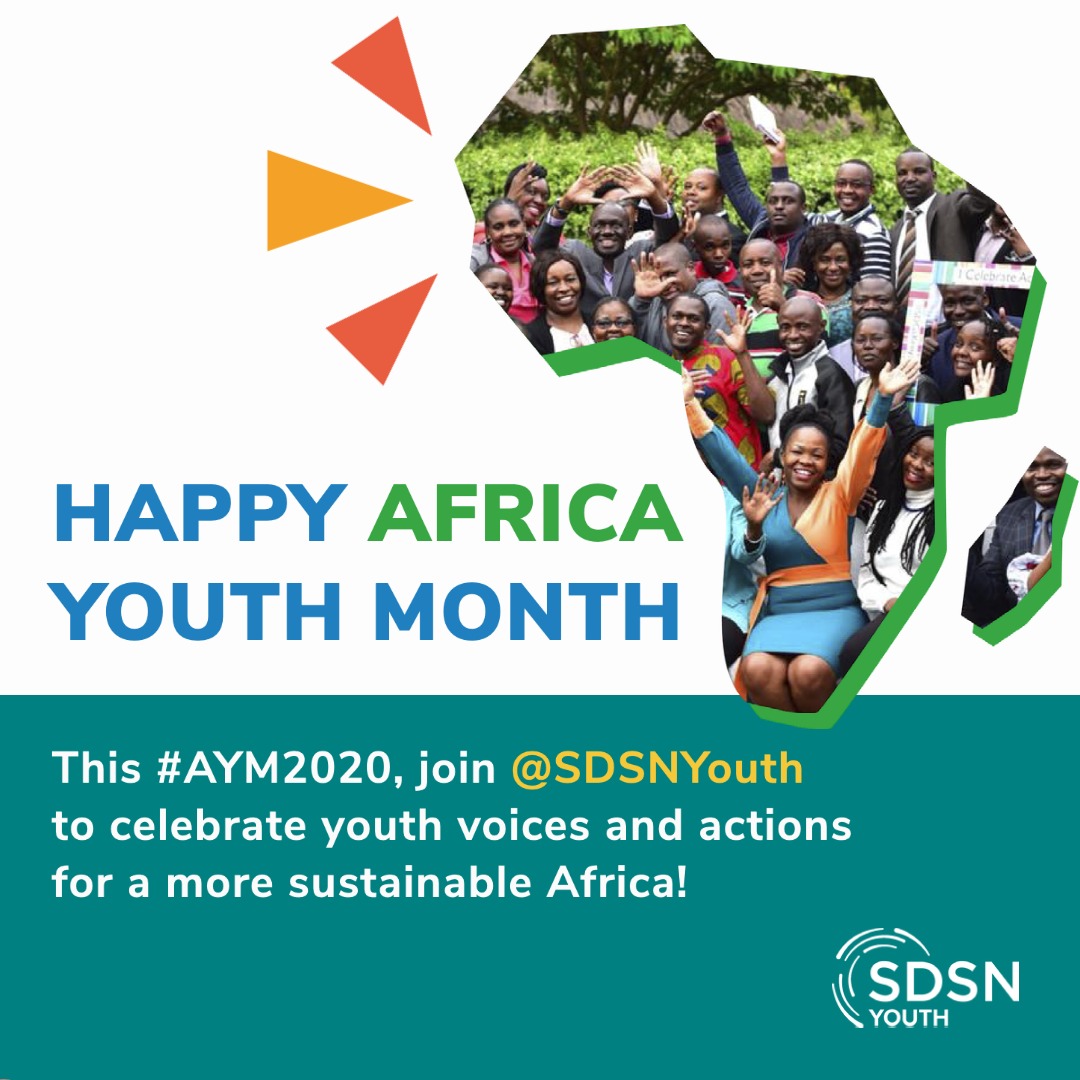 I Celebrate
HAPPY AFRICA
YOUTH MONTH
This #AYM2020, join @SDSNYouth
to celebrate youth voices and actions
for a more sustainable Africa!
SDSN
YOUTH